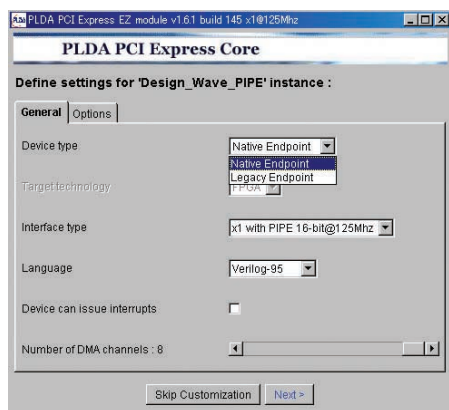 PLDA PCI Express EZ module v1.6.1 build 145 x1@125Mhz
PLDA PCI Express Core
Define settings for 'Design_Wave_PIPE' instance :
General Options
Device type Native Endpoint
Native Endpoint
Legacy Endpoint
Target technology FPGA
Interface type x1 with PIPE 16-bit@125Mhz
Language Verilog-95
Device can issue interrupts
Number of DMA channels : 8
Skip Customization Next >